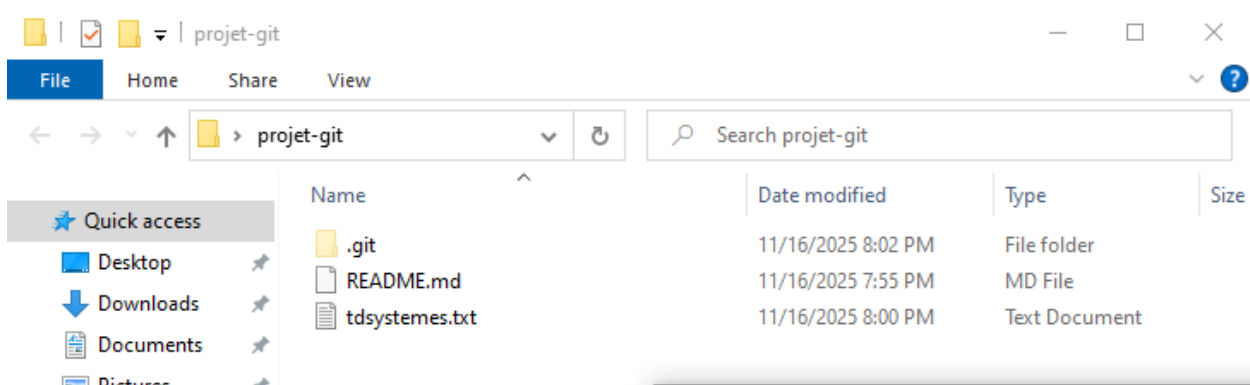 projet-git
File Home Share View
projet-git Search projet-git
Name Date modified Type Size
Quick access
.git 11/16/2025 8:02 PM File folder
Desktop
README.md 11/16/2025 7:55 PM MD File
Downloads
tdsystemes.txt 11/16/2025 8:00 PM Text Document
Documents
Pictures